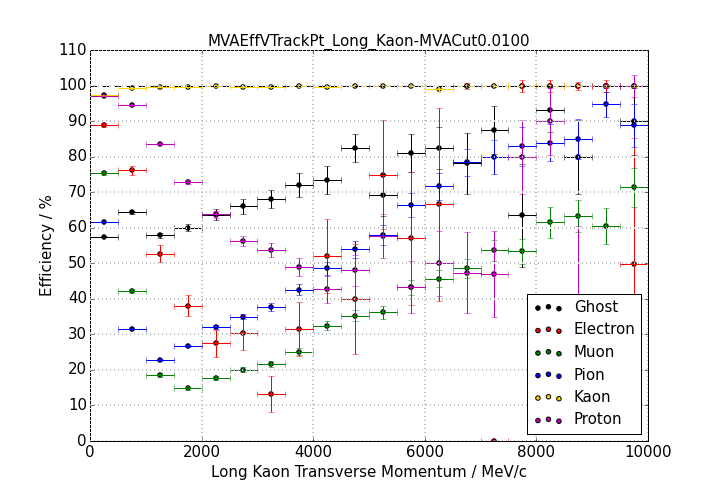 MVAEffVTrackPt_Long_Kaon-MVACut0.0100
110
100
90
80
70
60
50
40
30
20
10
0
Efficiency / %
Ghost
Electron
Muon
Pion
Kaon
Proton
0 2000 4000 6000 8000 10000
Long Kaon Transverse Momentum / MeV/c